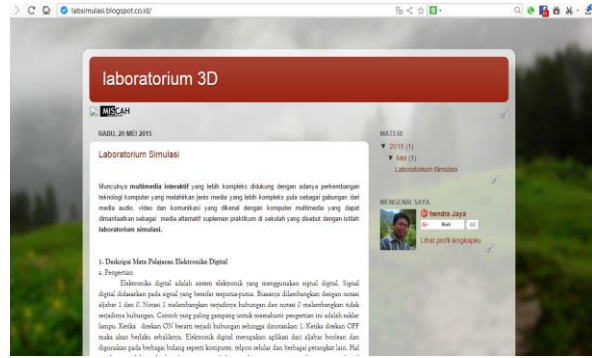 labsimulasi.blogspot.co.id/
laboratorium 3D
MISCAH
RABU, 20 MEI 2015
Laboratorium Simulasi
Munculnya multimedia interaktif yang lebih kompleks didukung dengan adanya perkembangan
teknologi komputer yang melahirkan jenis media yang lebih kompleks pula sebagai gabungan dari
media audio, video dan komunikasi yang dikenal dengan komputer multimedia yang dapat
dimanfaatkan sebagai media alternatif suplemen praktikum di sekolah yang disebut dengan istilah
laboratorium simulasi.
1. Deskripsi Mata Pelajaran Elektronika Digital
a. Pengertian
Elektronika digital adalah sistem elektronik yang menggunakan signal digital. Signal
digital didasarkan pada signal yang bersifat terputus-putus. Biasanya dilambangkan dengan notasi
aljabar 1 dan 0. Notasi 1 melambangkan terjadinya hubungan dan notasi 0 melambangkan tidak
terjadinya hubungan. Contoh yang paling gampang untuk memahami pengertian ini adalah saklar
lampu. Ketika ditekan ON berarti terjadi hubungan sehingga dinotasikan 1. Ketika ditekan OFF
maka akan berlaku sebaliknya. Elektronik digital merupakan aplikasi dari aljabar boolean dan
digunakan pada berbagai bidang seperti komputer, telpon selular dan berbagai perangkat lain. Hal
MATERI
▼ 2015 (1)
▼ Mei (1)
Laboratorium Simulasi
MENGENAI SAYA
hendra Jaya
Ikuti 60
Lihat profil lengkapku